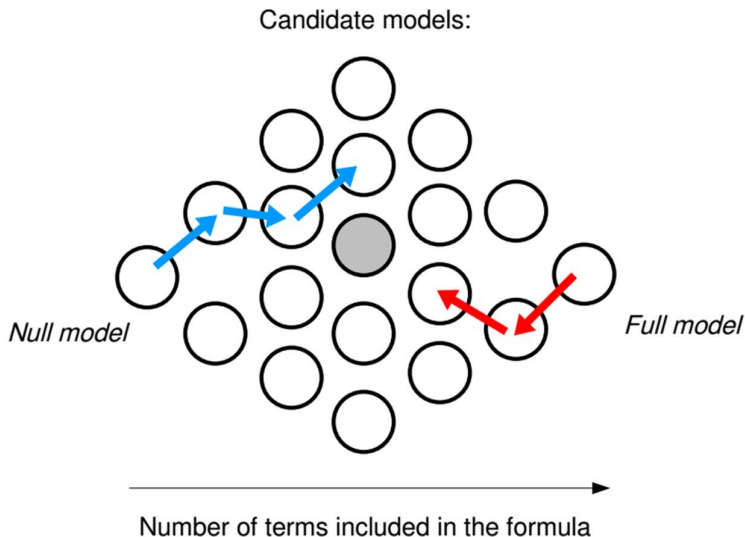 Candidate models:
Null model
Full model
Number of terms included in the formula